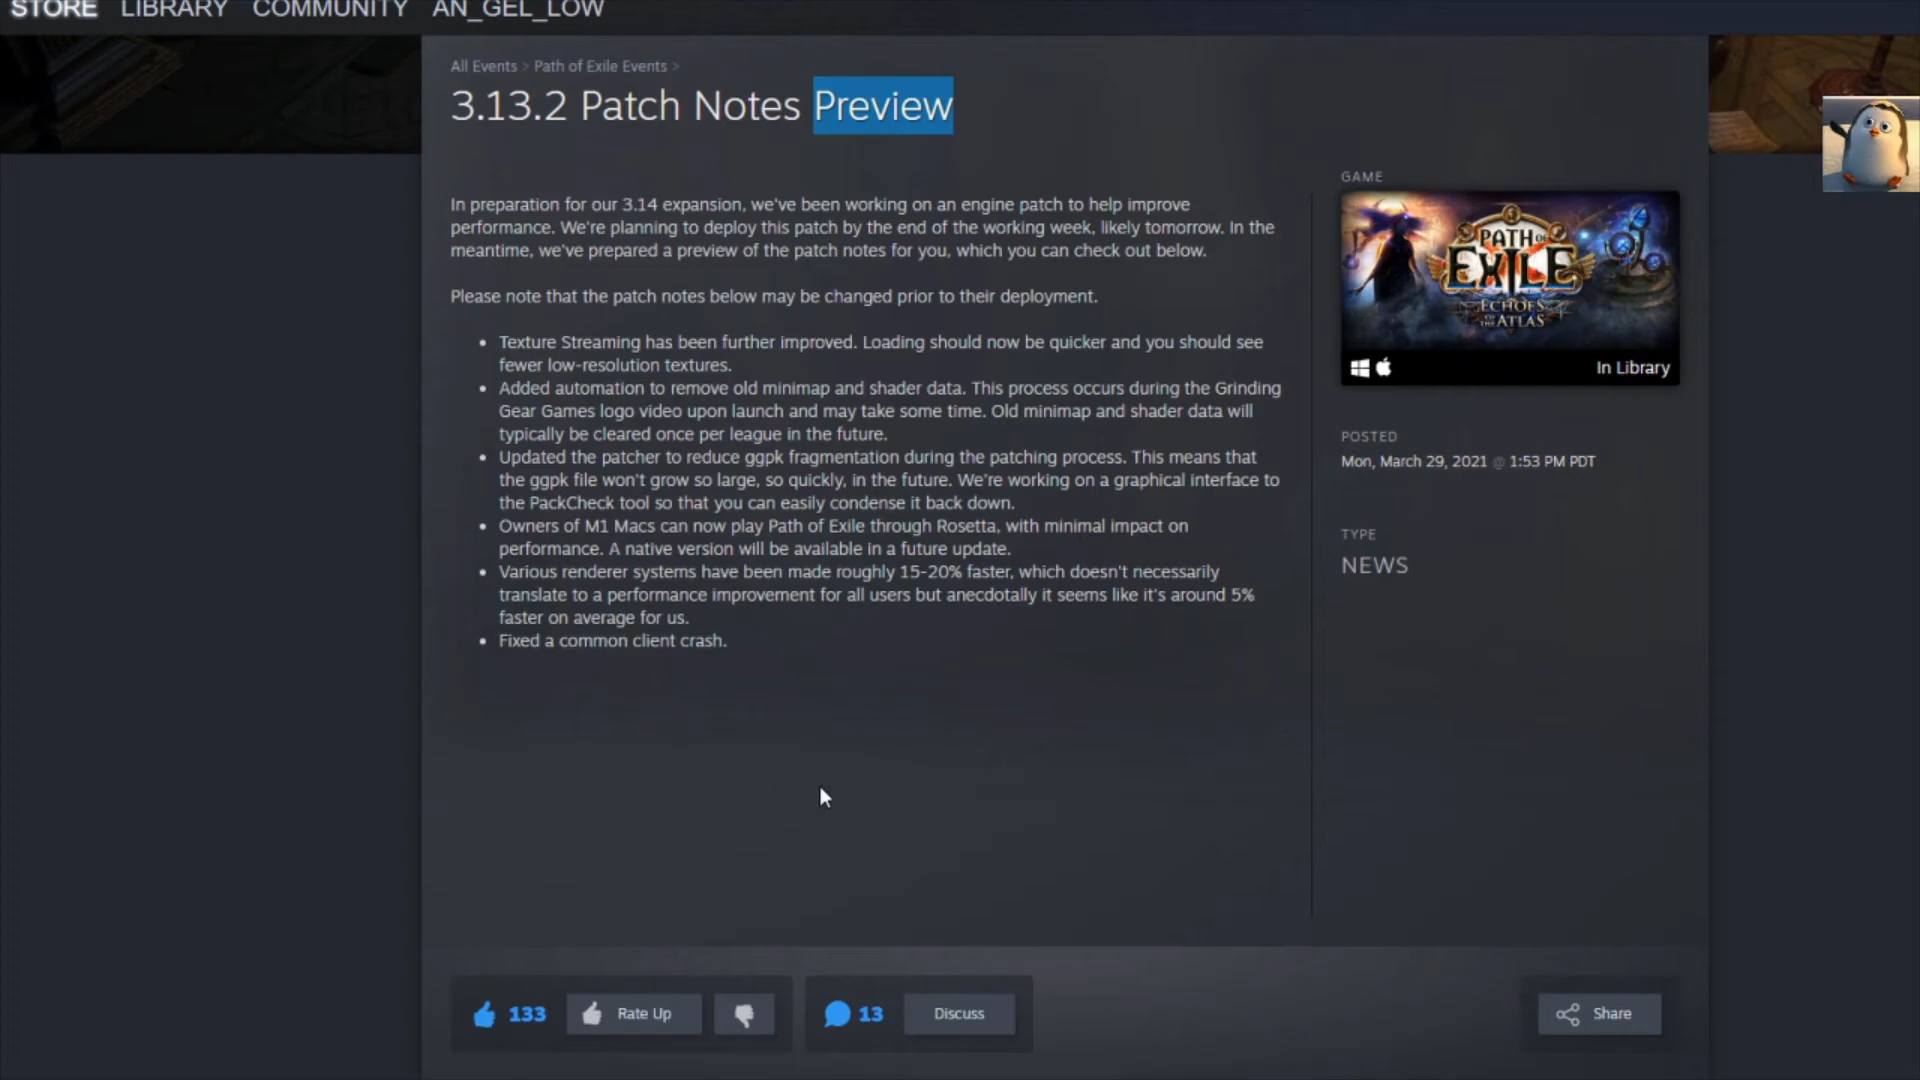 STORE LIBRARY COMMUNITY AN_GEL_LOW
All Events > Path of Exile Events >
3.13.2 Patch Notes Preview
In preparation for our 3.14 expansion, we've been working on an engine patch to help improve
performance. We're planning to deploy this patch by the end of the working week, likely tomorrow. In the
meantime, we've prepared a preview of the patch notes for you, which you can check out below.
Please note that the patch notes below may be changed prior to their deployment.
• Texture Streaming has been further improved. Loading should now be quicker and you should see
fewer low-resolution textures.
• Added automation to remove old minimap and shader data. This process occurs during the Grinding
Gear Games logo video upon launch and may take some time. Old minimap and shader data will
typically be cleared once per league in the future.
• Updated the patcher to reduce ggpk fragmentation during the patching process. This means that
the ggpk file won't grow so large, so quickly, in the future. We're working on a graphical interface to
the PackCheck tool so that you can easily condense it back down.
• Owners of M1 Macs can now play Path of Exile through Rosetta, with minimal impact on
performance. A native version will be available in a future update.
• Various renderer systems have been made roughly 15-20% faster, which doesn't necessarily
translate to a performance improvement for all users but anecdotally it seems like it's around 5%
faster on average for us.
• Fixed a common client crash.
GAME
PATH OF
EXILE
ECHOES
OF THE ATLAS
In Library
POSTED
Mon, March 29, 2021 @ 1:53 PM PDT
TYPE
NEWS
133 Rate Up 13 Discuss Share